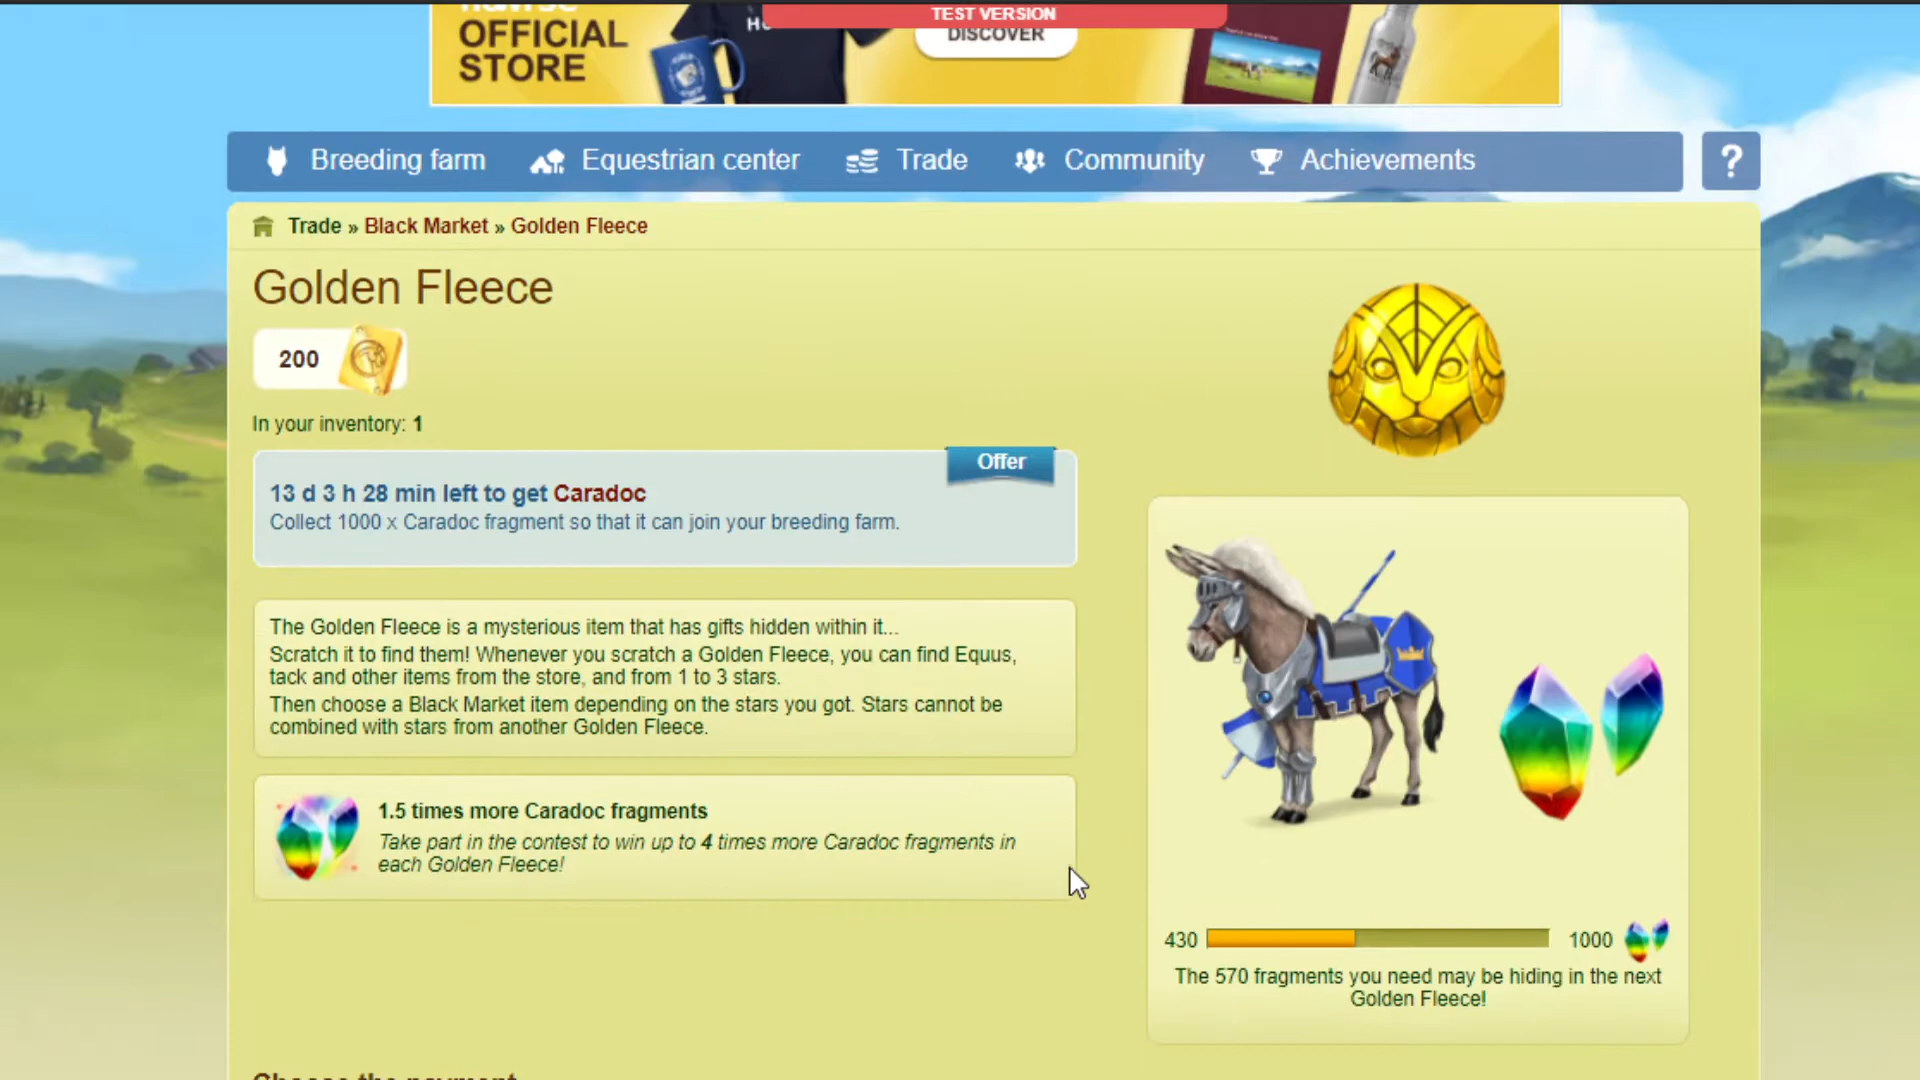 TEST VERSION
OFFICIAL
STORE
DISCOVER
Breeding farm
Equestrian center
Trade
Community
Achievements
?
Trade » Black Market » Golden Fleece
Golden Fleece
200
In your inventory: 1
Offer
13 d 3 h 28 min left to get Caradoc
Collect 1000 x Caradoc fragment so that it can join your breeding farm.
The Golden Fleece is a mysterious item that has gifts hidden within it...
Scratch it to find them! Whenever you scratch a Golden Fleece, you can find Equus,
tack and other items from the store, and from 1 to 3 stars.
Then choose a Black Market item depending on the stars you got. Stars cannot be
combined with stars from another Golden Fleece.
1.5 times more Caradoc fragments
Take part in the contest to win up to 4 times more Caradoc fragments in
each Golden Fleece!
430
1000
The 570 fragments you need may be hiding in the next
Golden Fleece!
Choose the payment